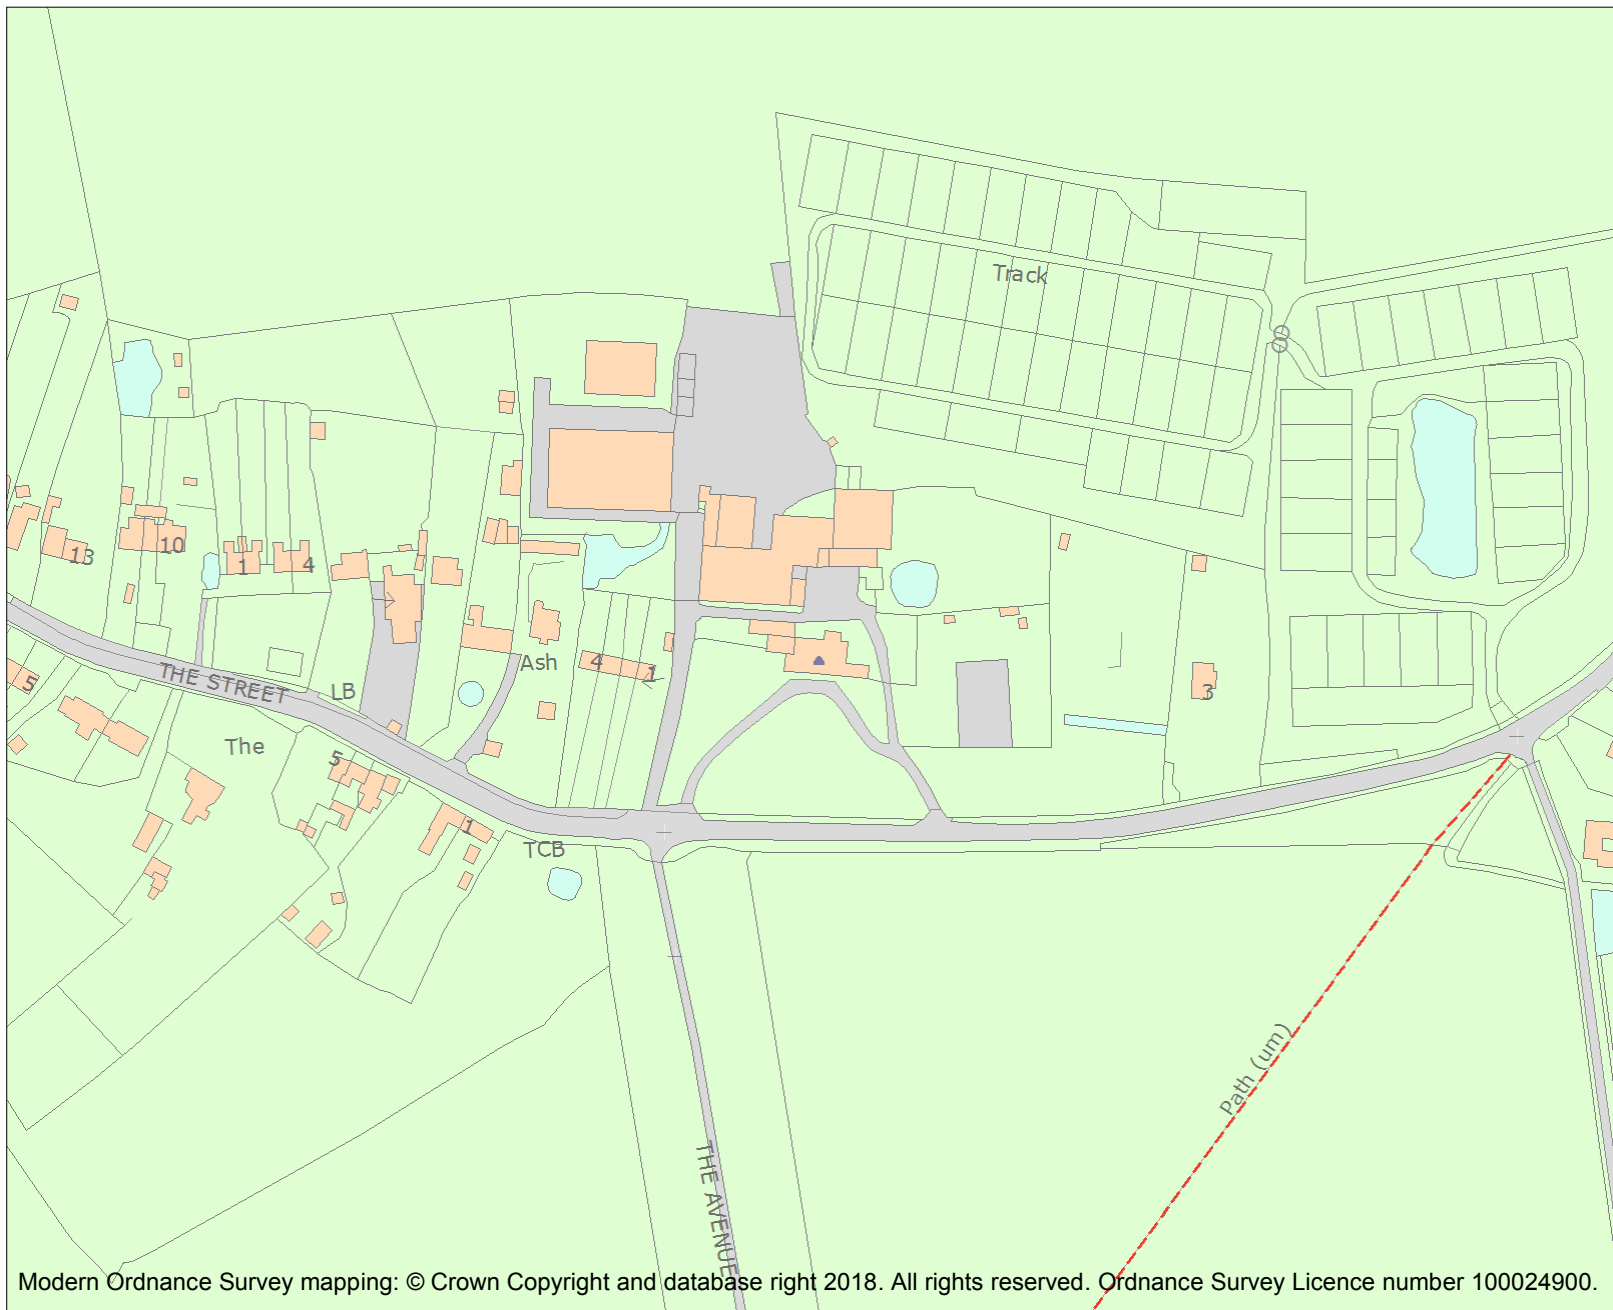 Track
13
10
1
4
5
THE STREET
LB
Ash
4
1
3
The
5
1
TCB
Path (um)
THE AVENUE
Modern Ordnance Survey mapping: © Crown Copyright and database right 2018. All rights reserved. Ordnance Survey Licence number 100024900.